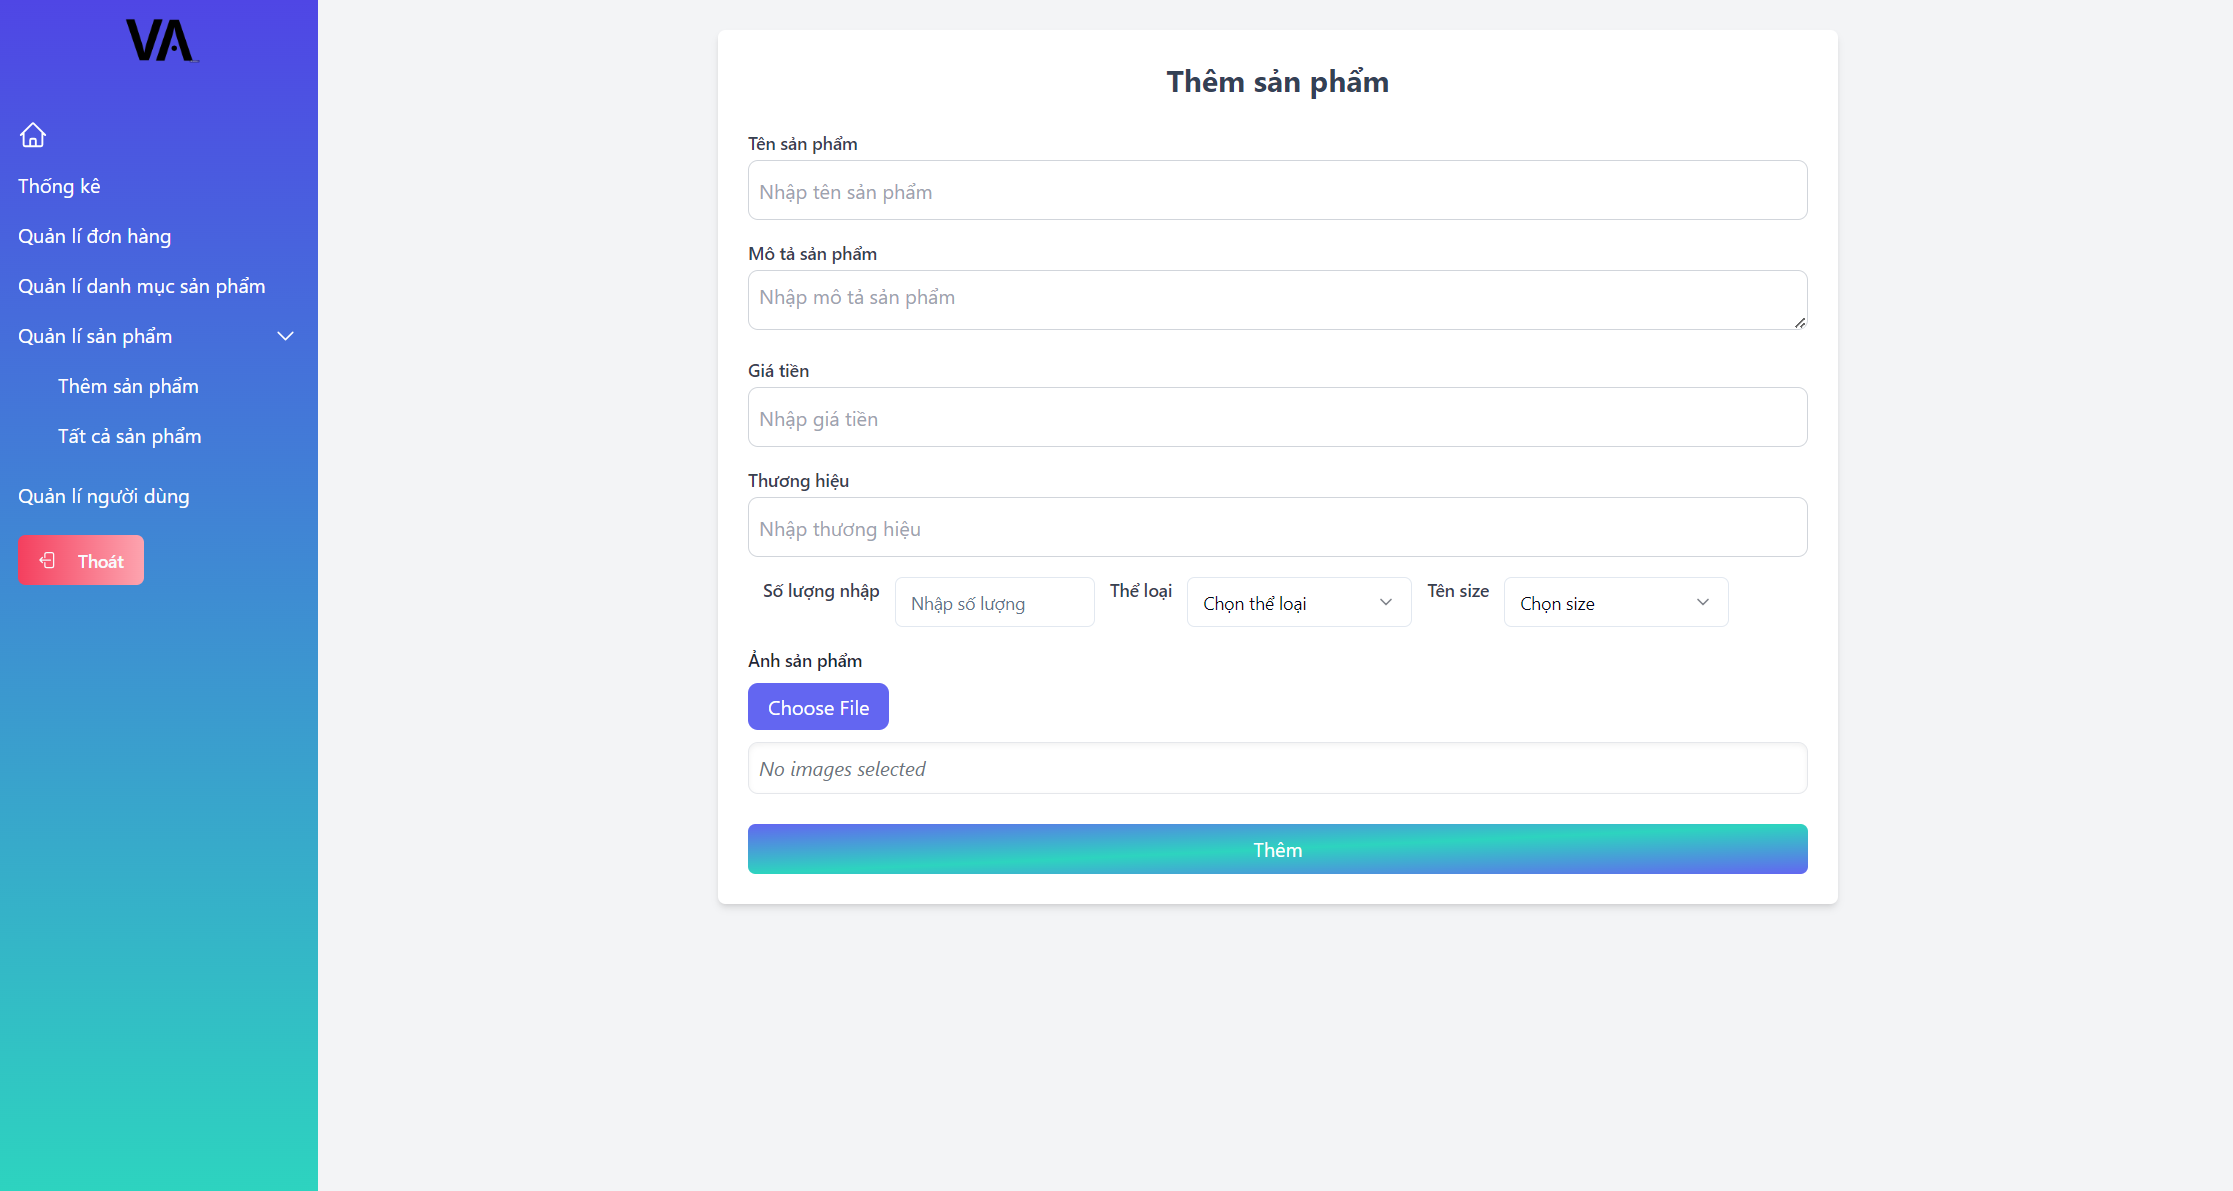 VA
Thống kê
Quản lí đơn hàng
Quản lí danh mục sản phẩm
Quản lí sản phẩm
Thêm sản phẩm
Tất cả sản phẩm
Quản lí người dùng
Thoát
Thêm sản phẩm
Tên sản phẩm
Nhập tên sản phẩm
Mô tả sản phẩm
Nhập mô tả sản phẩm
Giá tiền
Nhập giá tiền
Thương hiệu
Nhập thương hiệu
Số lượng nhập Nhập số lượng Thể loại Chọn thể loại Tên size Chọn size
Ảnh sản phẩm
Choose File
No images selected
Thêm